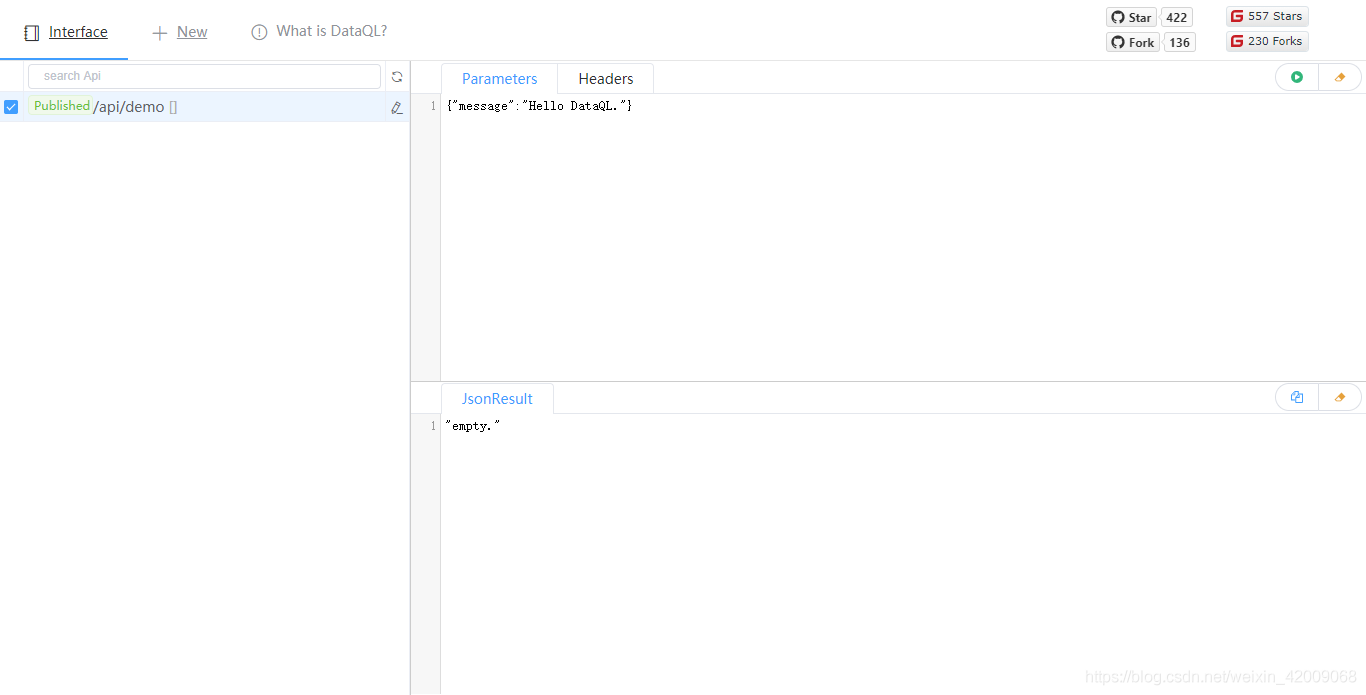 Interface
New
What is DataQL?
Star 422
557 Stars
Fork 136
230 Forks
search Api
Published /api/demo []
Parameters
Headers
1 {"message":"Hello DataQL."}
JsonResult
1 "empty."
https://blog.csdn.net/weixin_42009068